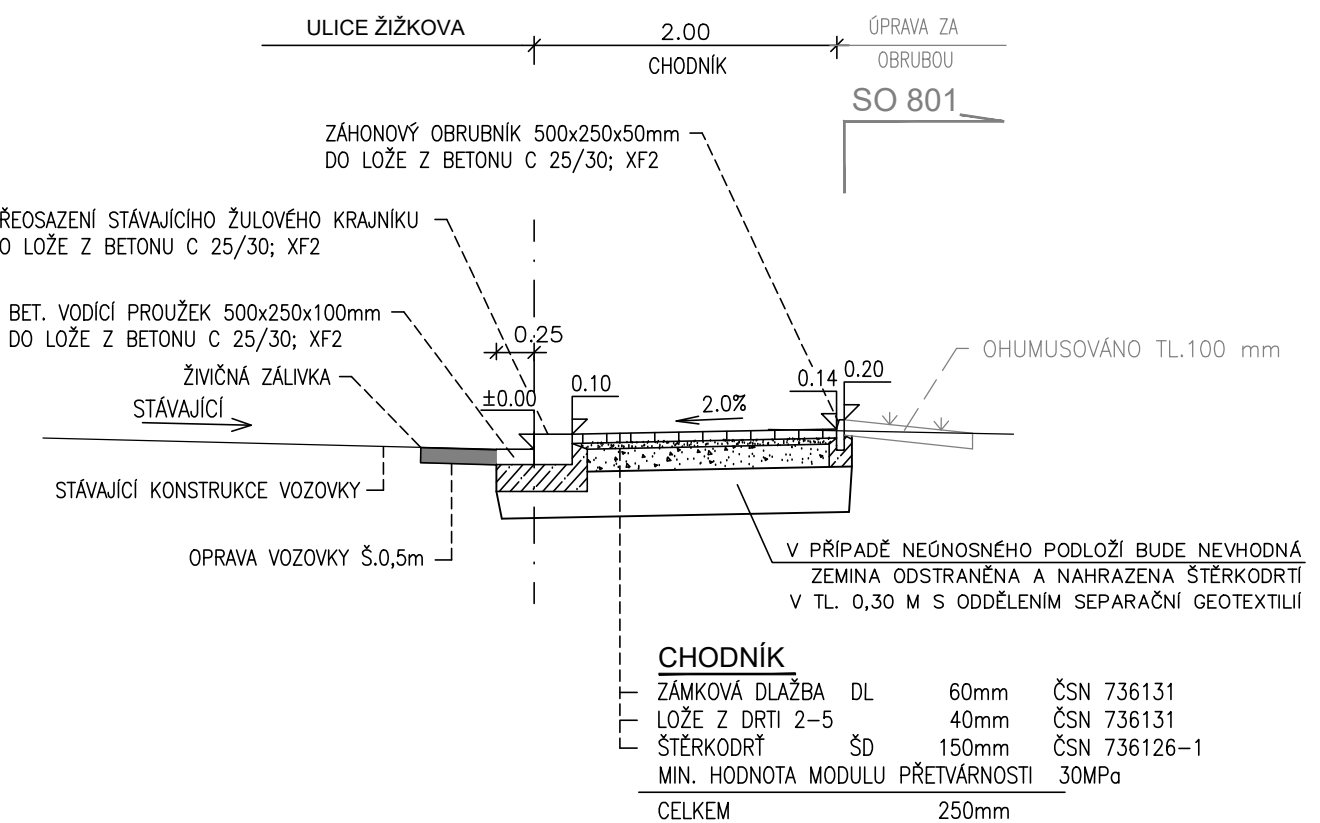 ULICE ŽIŽKOVA
2.00
CHODNÍK
ÚPRAVA ZA
OBRUBOU
SO 801
ZÁHONOVÝ OBRUBNÍK 500x250x50mm
DO LOŽE Z BETONU C 25/30; XF2
ŘEOSAZENÍ STÁVAJÍCÍHO ŽULOVÉHO KRAJNÍKU
O LOŽE Z BETONU C 25/30; XF2
BET. VODÍCÍ PROUŽEK 500x250x100mm
DO LOŽE Z BETONU C 25/30; XF2
0.25
OHUMUSOVÁNO TL.100 mm
ŽIVIČNÁ ZÁLIVKA
±0.00
0.10
0.14
0.20
STÁVAJÍCÍ
2.0%
STÁVAJÍCÍ KONSTRUKCE VOZOVKY
OPRAVA VOZOVKY Š.0,5m
V PŘÍPADĚ NEÚNOSNÉHO PODLOŽÍ BUDE NEVHODNÁ
ZEMINA ODSTRANĚNA A NAHRAZENA ŠTĚRKODRTÍ
V TL. 0,30 M S ODDĚLENÍM SEPARAČNÍ GEOTEXTILIÍ
CHODNÍK
ZÁMKOVÁ DLAŽBA DL 60mm ČSN 736131
LOŽE Z DRTI 2-5 40mm ČSN 736131
ŠTĚRKODRŤ ŠD 150mm ČSN 736126-1
MIN. HODNOTA MODULU PŘETVÁRNOSTI 30MPa
CELKEM 250mm